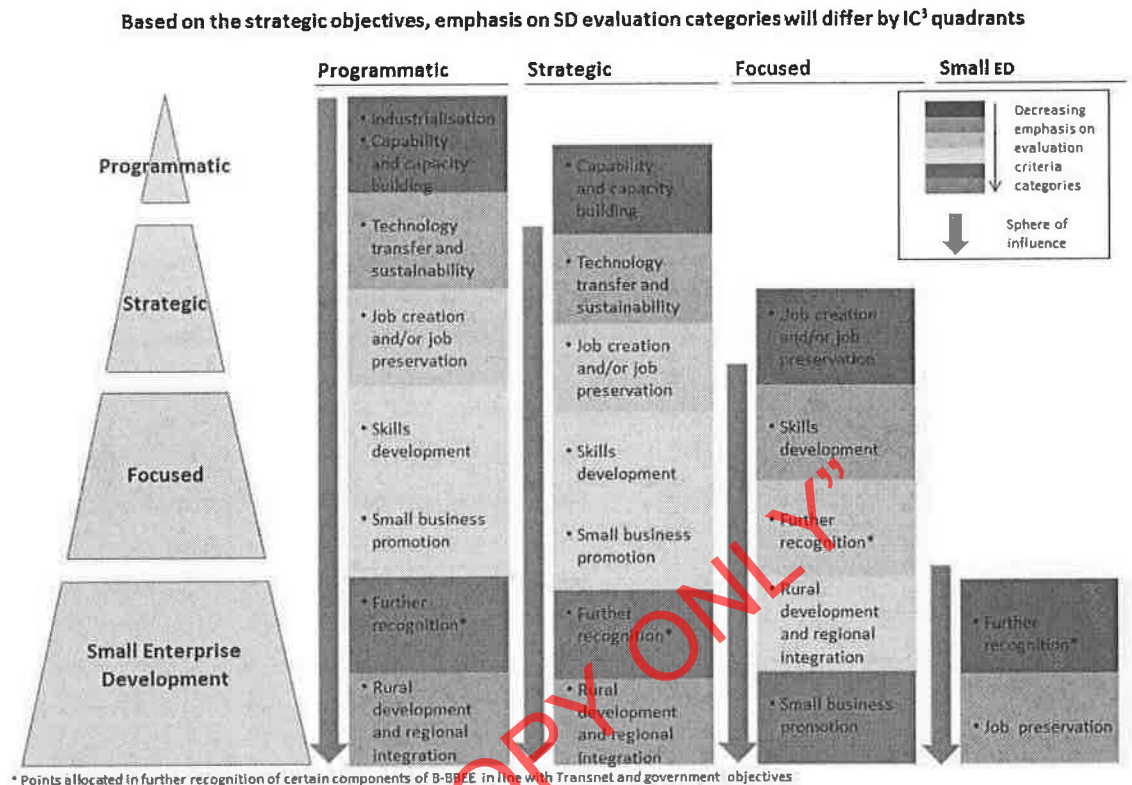 Based on the strategic objectives, emphasis on SD evaluation categories will differ by IC³ quadrants
Programmatic
Strategic
Focused
Small Enterprise
Development
Programmatic
• Industrialisation
• Capability
and capacity
building
• Technology
transfer and
sustainability
• Job creation
and/or job
preservation
• Skills
development
• Small business
promotion
• Further
recognition*
• Rural
development
and regional
integration
Strategic
• Capability
and capacity
building
• Technology
transfer and
sustainability
• Job creation
and/or job
preservation
• Skills
development
• Small business
promotion
• Further
recognition*
• Rural
development
and regional
integration
Focused
• Job creation
and/or job
preservation
• Skills
development
• Further
recognition*
• Rural
development
and regional
integration
• Small business
promotion
Small ED
• Further
recognition*
• Job preservation
Decreasing
emphasis on
evaluation
criteria
categories
Sphere of
influence
* Points allocated in further recognition of certain components of B-BBEE in line with Transnet and government objectives
OPY ONLY”